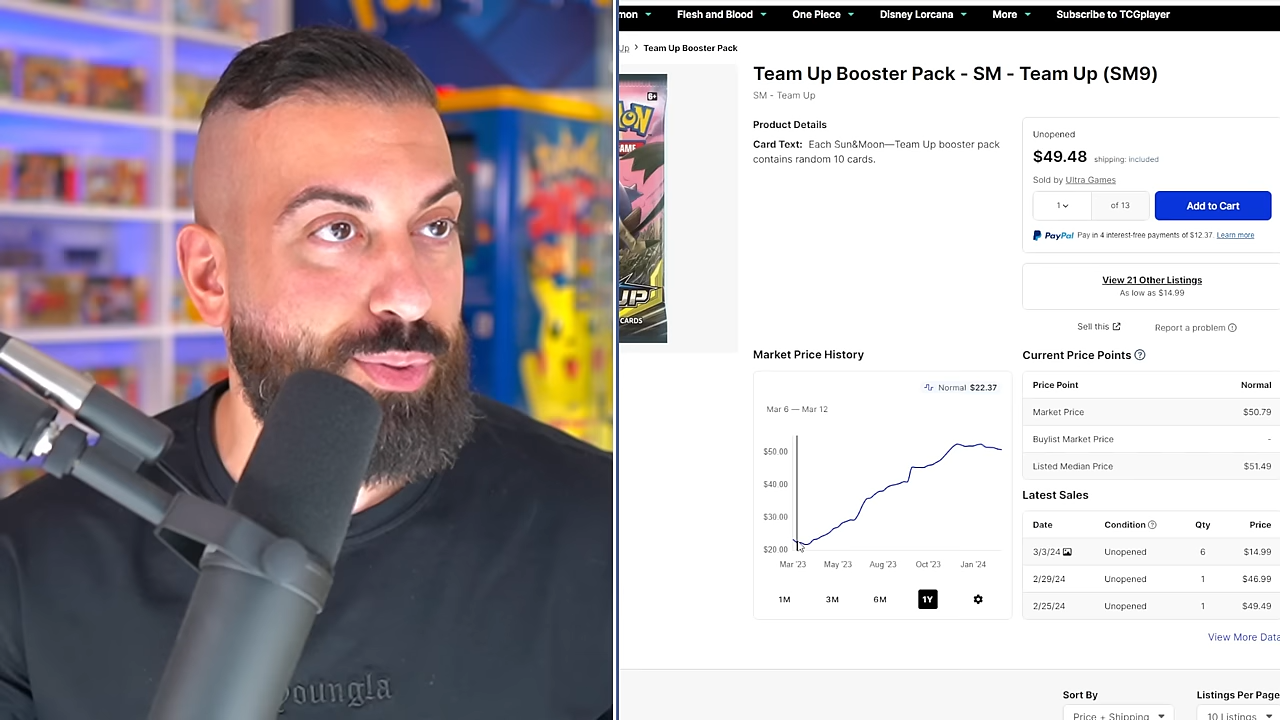 mon Flesh and Blood One Piece Disney Lorcana More Subscribe to TCGplayer
Up > Team Up Booster Pack
Team Up Booster Pack - SM - Team Up (SM9)
SM - Team Up
Product Details
Card Text: Each Sun&Moon—Team Up booster pack
contains random 10 cards.
6+
ON
AME
UP
CARDS
Unopened
$49.48 shipping: included
Sold by Ultra Games
1 of 13 Add to Cart
PayPal Pay in 4 interest-free payments of $12.37. Learn more
View 21 Other Listings
As low as $14.99
Sell this Report a problem
Market Price History
Normal $22.37
Mar 6 — Mar 12
$50.00
$40.00
$30.00
$20.00
Mar '23 May '23 Aug '23 Oct '23 Jan '24
1M 3M 6M 1Y
Current Price Points
Price Point Normal
Market Price $50.79
Buylist Market Price -
Listed Median Price $51.49
Latest Sales
Date Condition Qty Price
3/3/24 Unopened 6 $14.99
2/29/24 Unopened 1 $46.99
2/25/24 Unopened 1 $49.49
View More Data
Sort By Listings Per Page
Price + Shipping 10 Listings
youngla